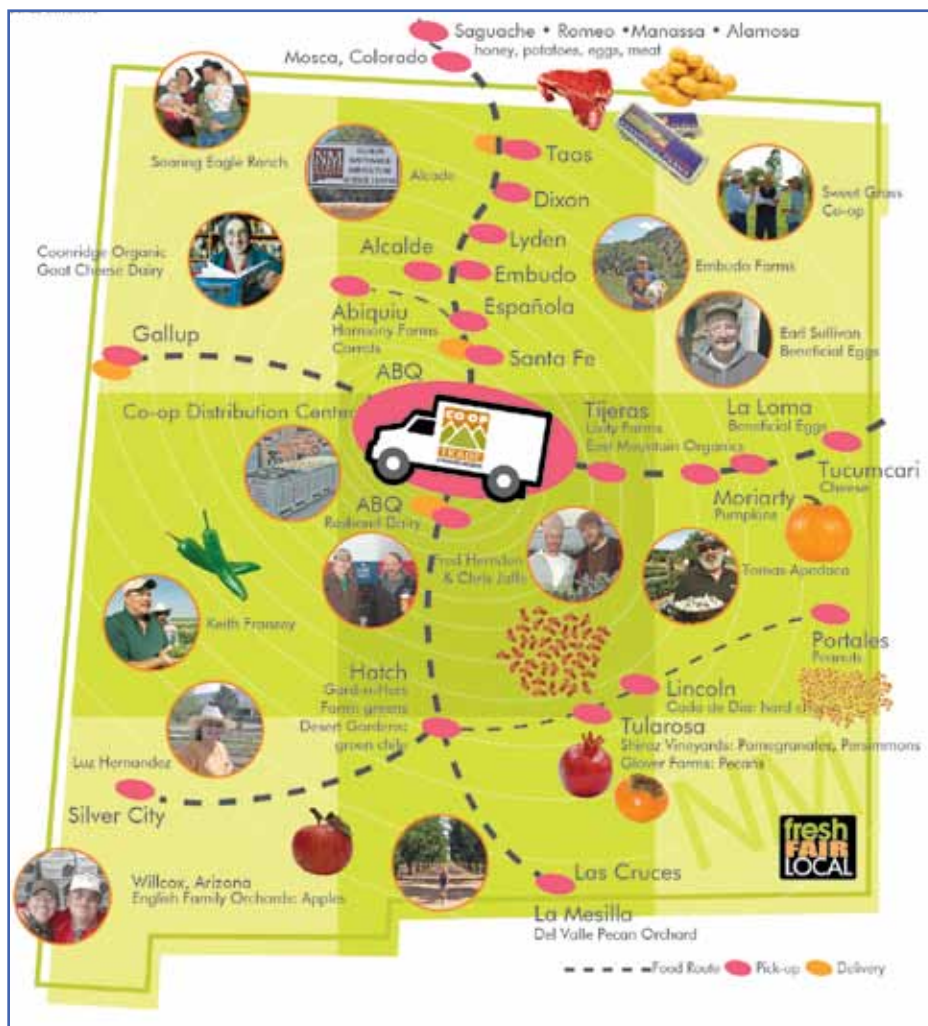 Saguache • Romeo •Manassa • Alamosa
honey, potatoes, eggs, meat
Mosca, Colorado
Soaring Eagle Ranch
NM
Alcade
Taos
Sweet Grass
Co-op
Dixon
Coonridge Organic
Goat Cheese Dairy
Lyden
Alcalde
Embudo
Embudo Farms
Abiquiu
Harmony Farms
Carrots
Española
Earl Sullivan
Beneficial Eggs
Gallup
Santa Fe
ABQ
Co-op Distribution Center
CO-OP
TRADE
Tijeras
East Mountain Organics
La Loma
Beneficial Eggs
Tucumcari
Cheese
Moriarty
Pumpkins
ABQ
Rasband Dairy
Fred Herndon
& Chris Jaffe
Tomas Apodaca
Keith Franzoy
Portales
Peanuts
Hatch
Farm: greens
Desert Gardens:
green chile
Lincoln
Tularosa
Shiraz Vineyards: Pomegranates, Persimmons
Glover Farms: Pecans
Luz Hernandez
Silver City
NM
fresh
FAIR
LOCAL
Willcox, Arizona
English Family Orchards: Apples
Las Cruces
La Mesilla
Del Valle Pecan Orchard
Food Route Pick-up Delivery